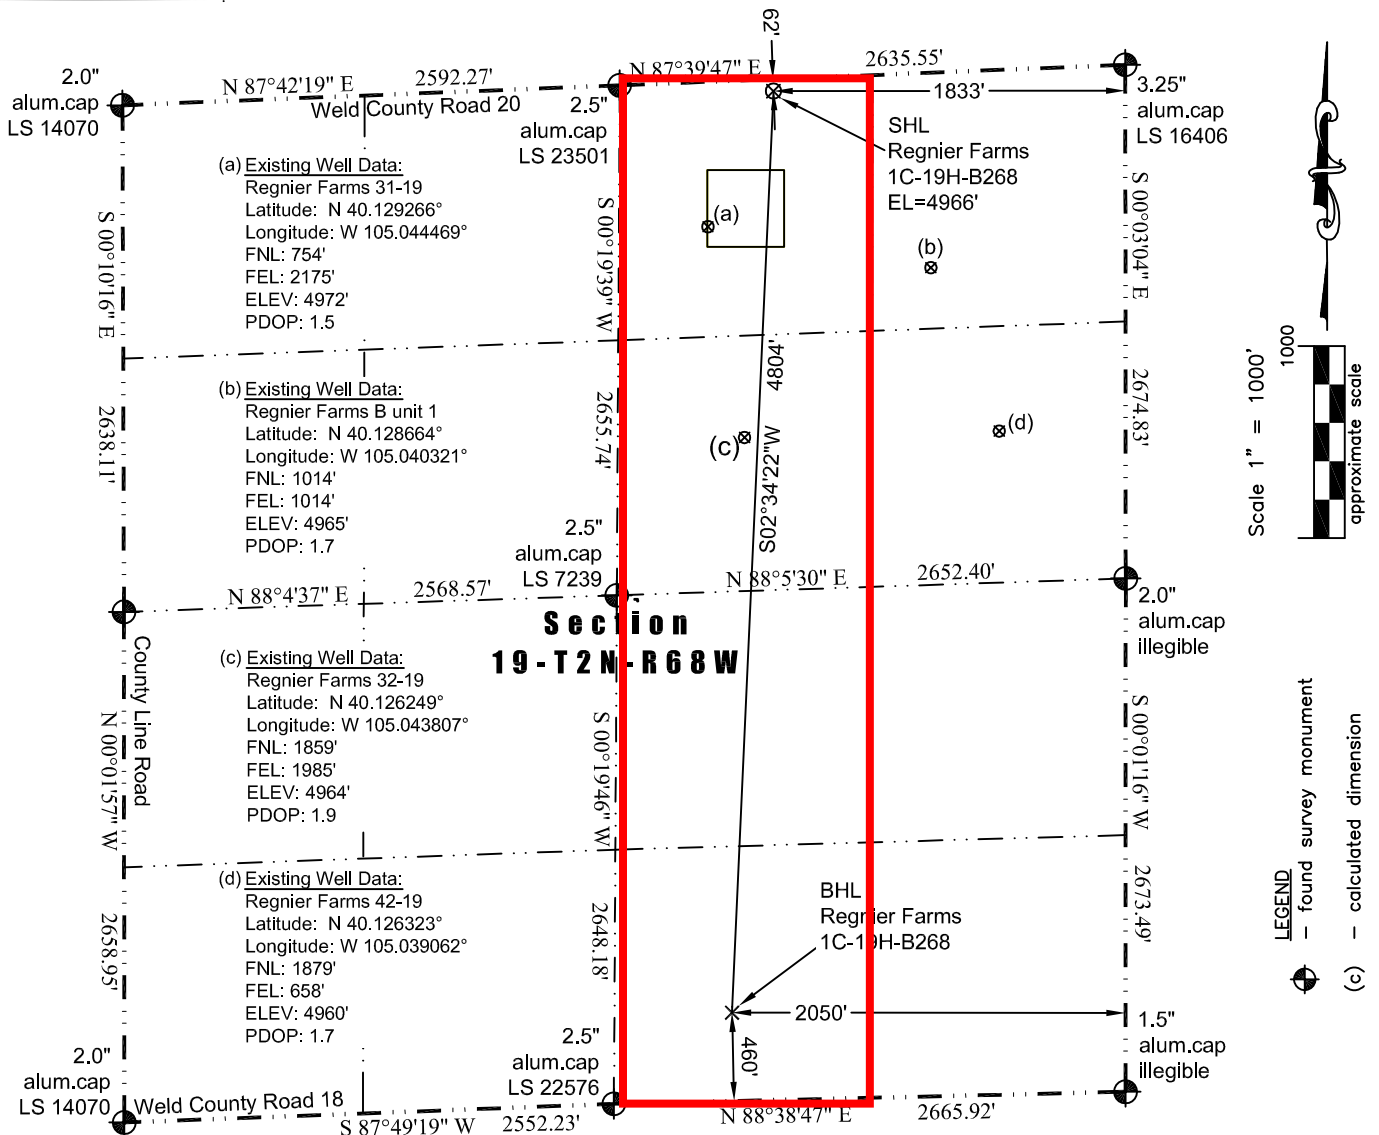 29'
2.0"
alum.cap
LS 14070
N 87°42'19" E
2592.27'
Weld County Road 20
2.5"
alum.cap
LS 23501
N 87°39'47" E
2635.55'
1833'
3.25"
alum.cap
LS 16406
SHL
Regnier Farms
1C-19H-B268
EL=4966'
(a) Existing Well Data:
Regnier Farms 31-19
Latitude: N 40.129266°
Longitude: W 105.044469°
FNL: 754'
FEL: 2175'
ELEV: 4972'
PDOP: 1.5
S 00°10'16" E
2638.11'
S 00°19'39" W
2655.74'
(a)
(b)
S 00°03'04" E
2674.83'
(b) Existing Well Data:
Regnier Farms B unit 1
Latitude: N 40.128664°
Longitude: W 105.040321°
FNL: 1014'
FEL: 1014'
ELEV: 4965'
PDOP: 1.7
(c)
(d)
S02°34'22"W 4804'
Scale 1" = 1000'
1000
approximate scale
2.5"
alum.cap
LS 7239
N 88°4'37" E
2568.57'
N 88°5'30" E
2652.40'
2.0"
alum.cap
illegible
Section
19-T2N-R68W
County Line Road
N 00°01'57" W
2658.95'
(c) Existing Well Data:
Regnier Farms 32-19
Latitude: N 40.126249°
Longitude: W 105.043807°
FNL: 1859'
FEL: 1985'
ELEV: 4964'
PDOP: 1.9
S 00°19'46" W
2648.18'
S 00°01'16" W
2673.49'
(d) Existing Well Data:
Regnier Farms 42-19
Latitude: N 40.126323°
Longitude: W 105.039062°
FNL: 1879'
FEL: 658'
ELEV: 4960'
PDOP: 1.7
BHL
Regnier Farms
1C-19H-B268
2050'
460'
LEGEND
– found survey monument
(c) – calculated dimension
2.0"
alum.cap
LS 14070
Weld County Road 18
S 87°49'19" W
2552.23'
2.5"
alum.cap
LS 22576
N 88°38'47" E
2665.92'
1.5"
alum.cap
illegible